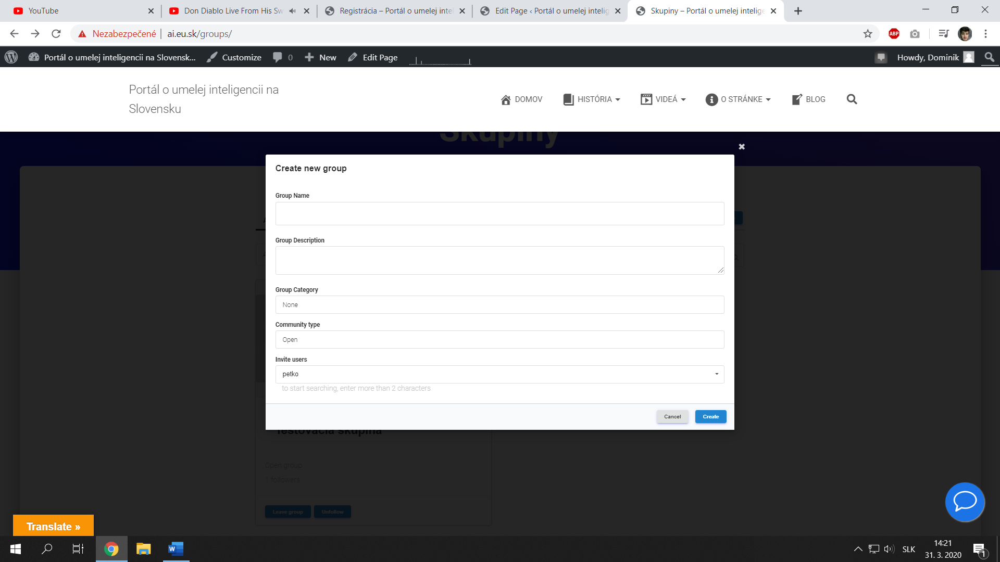 YouTube
Don Diablo Live From His Sw
Registrácia – Portál o umelej intel
Edit Page ‹ Portál o umelej intelig
Skupiny – Portál o umelej intelige
Nezabezpečené
ai.eu.sk/groups/
ABP
Portál o umelej inteligencii na Slovensk...
Customize
0
New
Edit Page
Howdy, Dominik
Portál o umelej inteligencii na
Slovensku
DOMOV
HISTÓRIA
VIDEÁ
O STRÁNKE
BLOG
Skupiny
Create new group
Group Name
Group Description
Group Category
None
Community type
Open
Invite users
petko
to start searching, enter more than 2 characters
Cancel
Create
Testovacia skupina
Open group
1 followers
Leave group
Unfollow
Translate »
SLK
14:21
31. 3. 2020
1